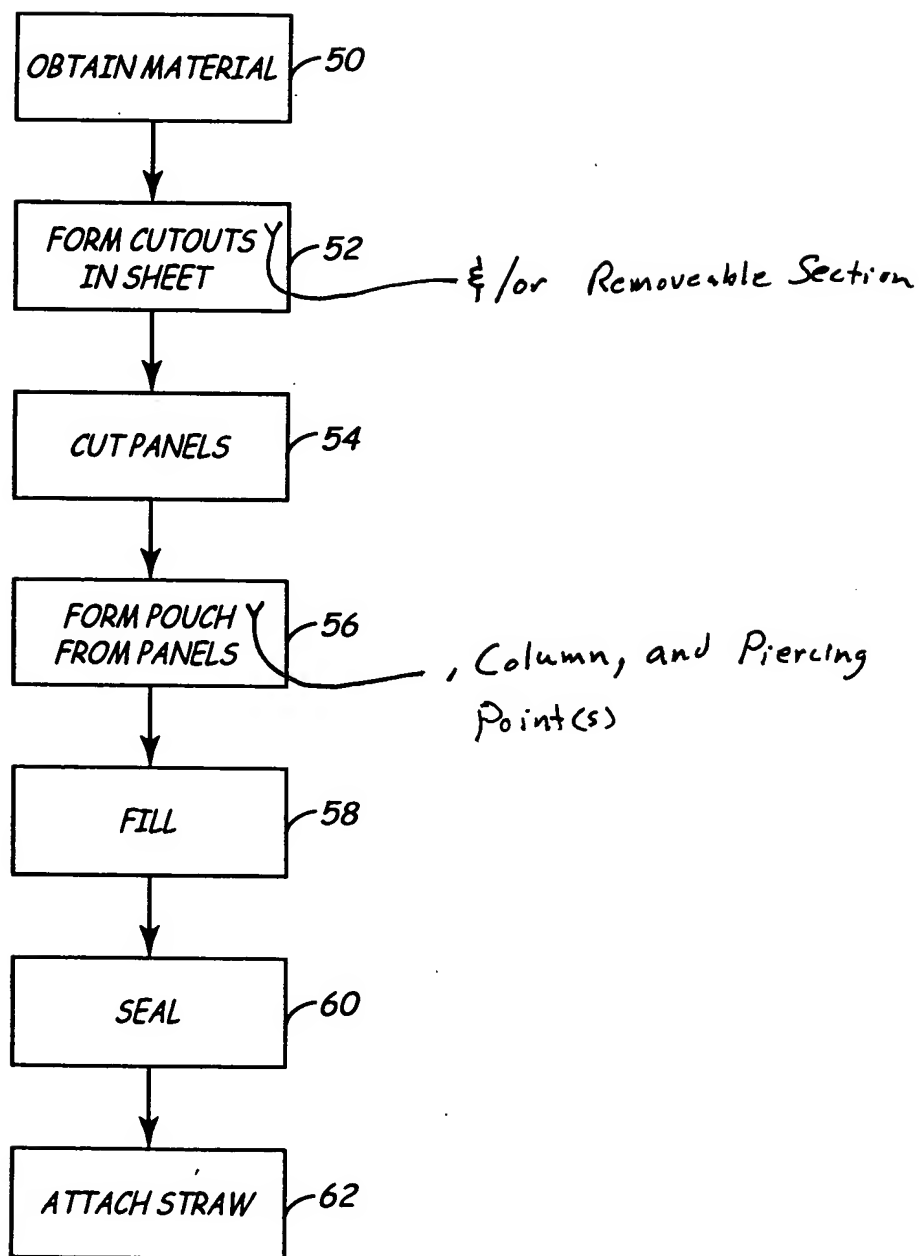 OBTAIN MATERIAL
50
FORM CUTOUTS
IN SHEET
52
&/or Removeable Section
CUT PANELS
54
FORM POUCH
FROM PANELS
56
, Column, and Piercing
Point(s)
FILL
58
SEAL
60
ATTACH STRAW
62